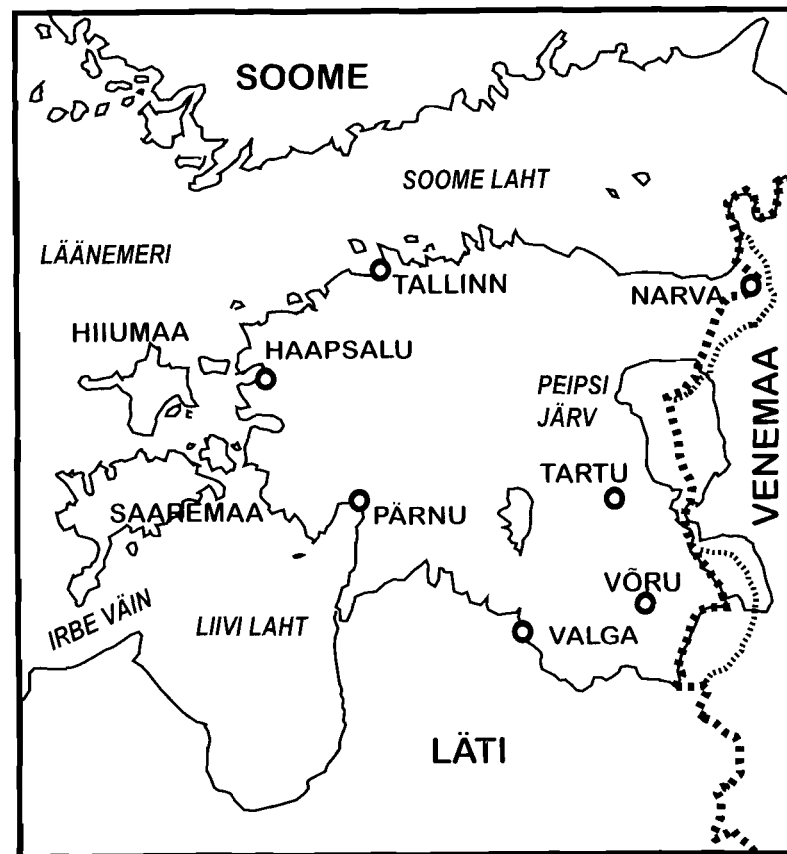 SOOME
SOOME LAHT
LÄÄNEMERI
TALLINN
NARVA
HIIUMAA
HAAPSALU
PEIPSI
JÄRV
VENEMAA
TARTU
SAAREMAA
PÄRNU
VÕRU
IRBE VÄIN
LIIVI LAHT
VALGA
LÄTI